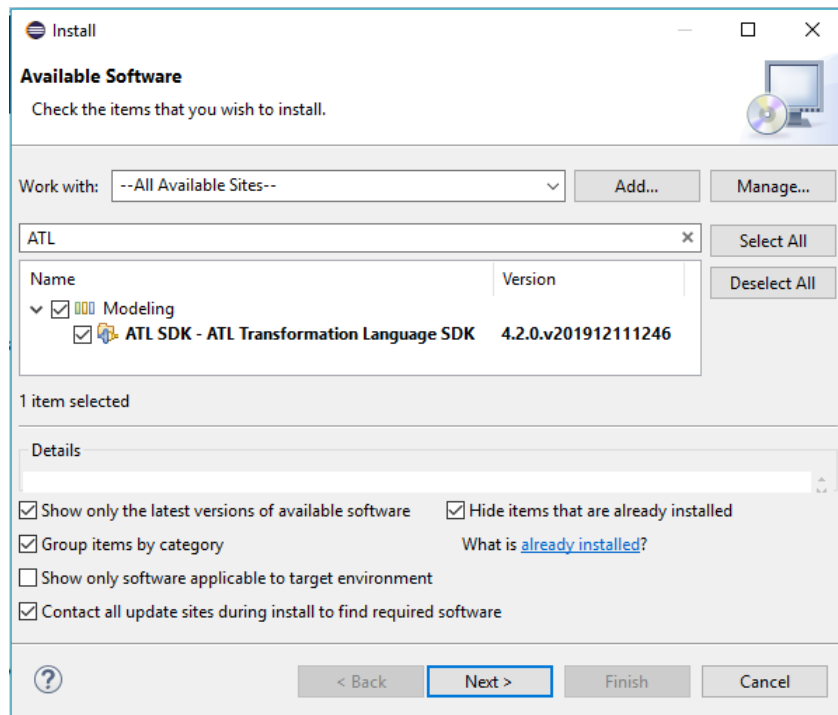 Install
Available Software
Check the items that you wish to install.
Work with: --All Available Sites-- Add... Manage...
ATL Select All
Name Version Deselect All
Modeling
ATL SDK - ATL Transformation Language SDK 4.2.0.v201912111246
1 item selected
Details
Show only the latest versions of available software Hide items that are already installed
Group items by category What is already installed?
Show only software applicable to target environment
Contact all update sites during install to find required software
? < Back Next > Finish Cancel